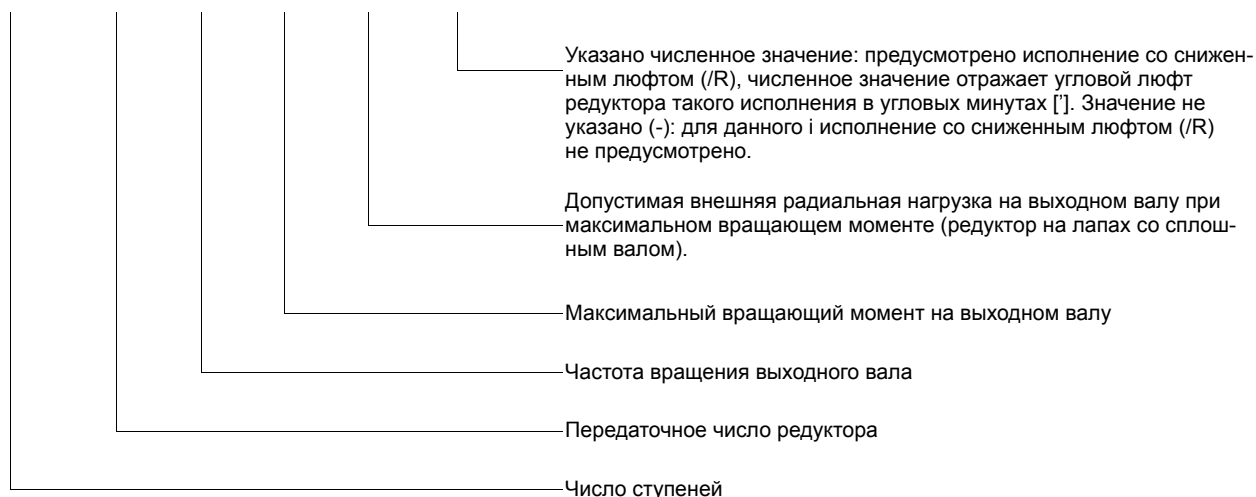 Указано численное значение: предусмотрено исполнение со снижен-
ным люфтом (/R), численное значение отражает угловой люфт
редуктора такого исполнения в угловых минутах [']. Значение не
указано (-): для данного i исполнение со сниженным люфтом (/R)
не предусмотрено.
Допустимая внешняя радиальная нагрузка на выходном валу при
максимальном вращающем моменте (редуктор на лапах со сплош-
ным валом).
Максимальный вращающий момент на выходном валу
Частота вращения выходного вала
Передаточное число редуктора
Число ступеней